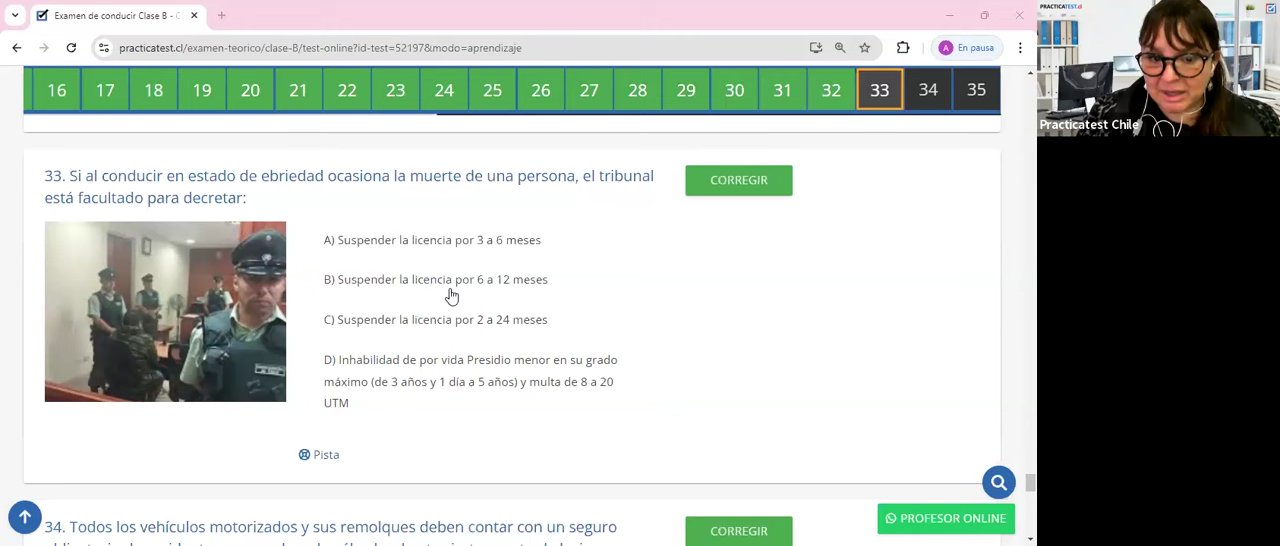 Examen de conducir Clase B - C
practicatest.cl/examen-teorico/clase-B/test-online?id-test=52197&modo=aprendizaje
A En pausa
PRACTICATEST.cl
16 17 18 19 20 21 22 23 24 25 26 27 28 29 30 31 32 33 34 35
Practicatest Chile
33. Si al conducir en estado de ebriedad ocasiona la muerte de una persona, el tribunal
está facultado para decretar:
CORREGIR
A) Suspender la licencia por 3 a 6 meses
B) Suspender la licencia por 6 a 12 meses
C) Suspender la licencia por 2 a 24 meses
D) Inhabilidad de por vida Presidio menor en su grado
máximo (de 3 años y 1 día a 5 años) y multa de 8 a 20
UTM
Pista
PROFESOR ONLINE
34. Todos los vehículos motorizados y sus remolques deben contar con un seguro
CORREGIR